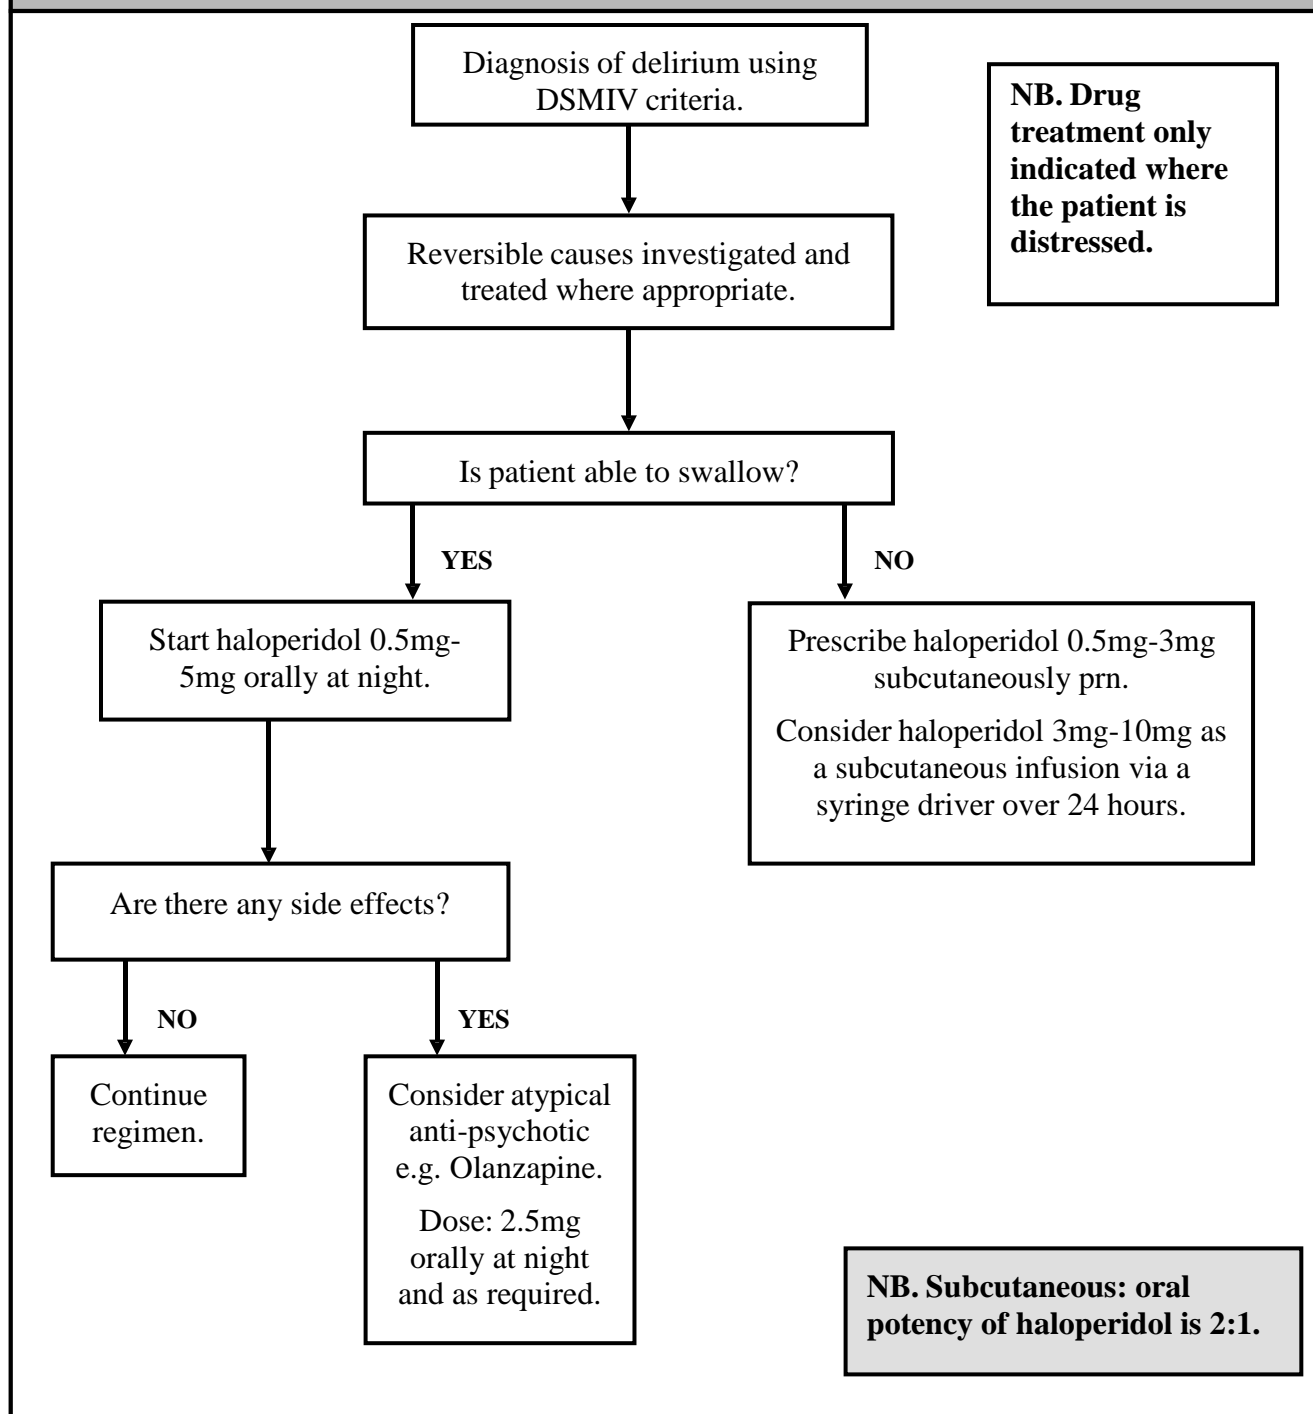 Diagnosis of delirium using
DSMIV criteria.
NB. Drug
treatment only
indicated where
the patient is
distressed.
Reversible causes investigated and
treated where appropriate.
Is patient able to swallow?
YES
NO
Start haloperidol 0.5mg-
5mg orally at night.
Prescribe haloperidol 0.5mg-3mg
subcutaneously prn.
Consider haloperidol 3mg-10mg as
a subcutaneous infusion via a
syringe driver over 24 hours.
Are there any side effects?
NO
YES
Continue
regimen.
Consider atypical
anti-psychotic
e.g. Olanzapine.
Dose: 2.5mg
orally at night
and as required.
NB. Subcutaneous: oral
potency of haloperidol is 2:1.